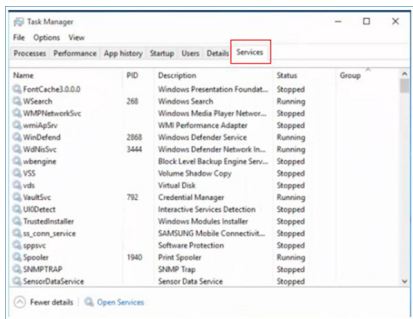 Task Manager
File Options View
Processes Performance App history Startup Users Details Services
Name PID Description Status Group
FontCache3.0.0.0 Windows Presentation Foundat... Stopped
WSearch 268 Windows Search Running
WMPNetworkSvc Windows Media Player Networ... Stopped
wmiApSrv WMI Performance Adapter Stopped
WinDefend 2868 Windows Defender Service Running
WdNisSvc 3444 Windows Defender Network In... Running
wbengine Block Level Backup Engine Serv... Stopped
VSS Volume Shadow Copy Stopped
vds Virtual Disk Stopped
VaultSvc 792 Credential Manager Running
UI0Detect Interactive Services Detection Stopped
TrustedInstaller Windows Modules Installer Stopped
ss_conn_service SAMSUNG Mobile Connectivit... Stopped
sppsvc Software Protection Stopped
Spooler 1940 Print Spooler Running
SNMPTRAP SNMP Trap Stopped
SensorDataService Sensor Data Service Stopped
Fewer details Open Services